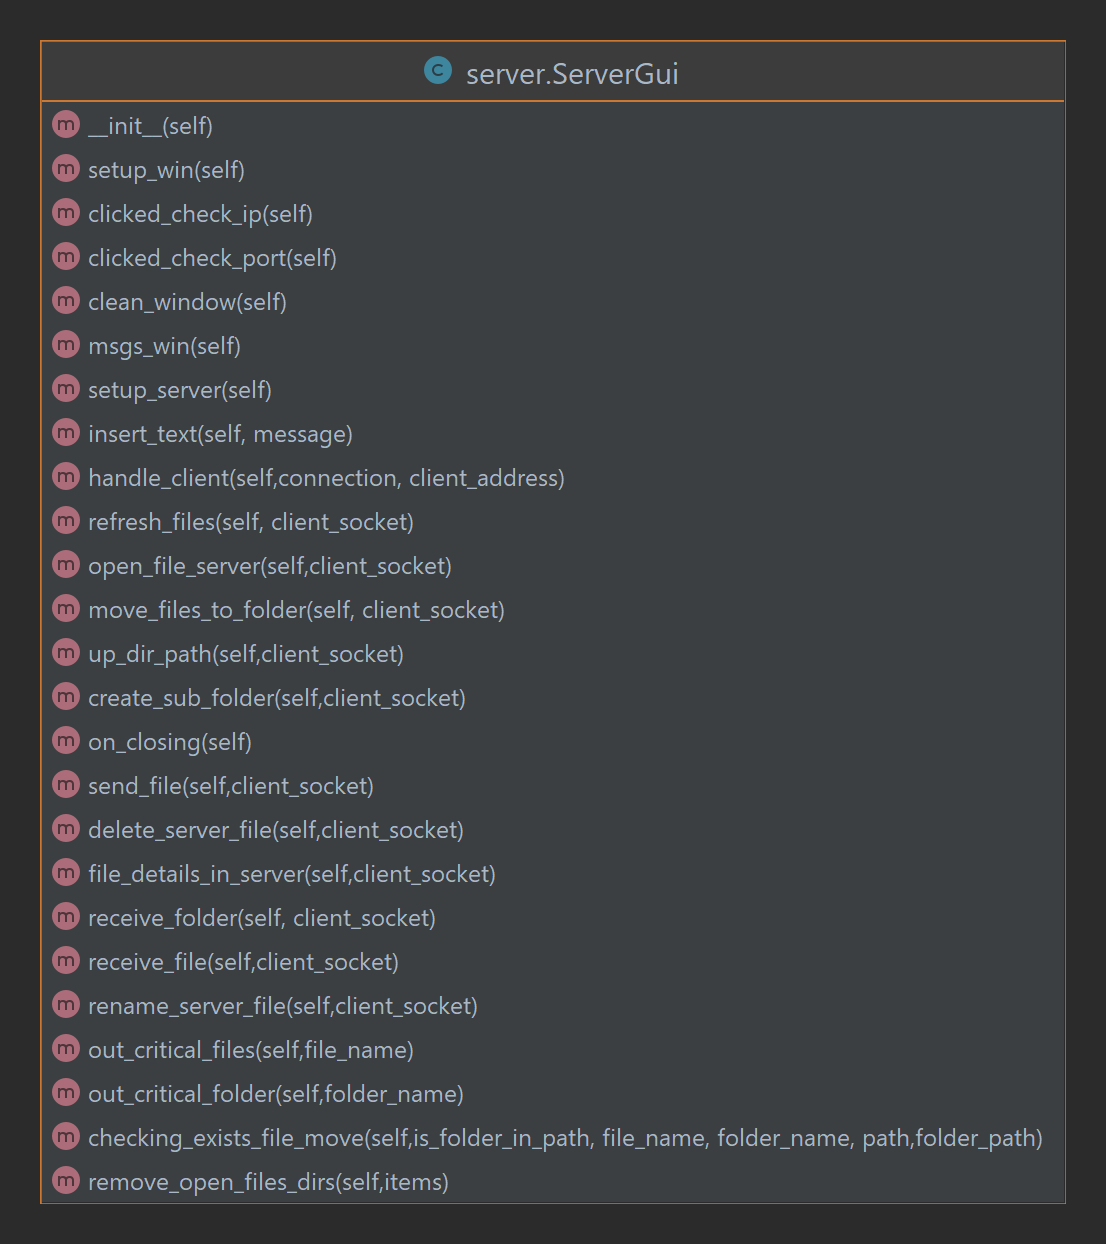 C server.ServerGui
m __init__(self)
m setup_win(self)
m clicked_check_ip(self)
m clicked_check_port(self)
m clean_window(self)
m msgs_win(self)
m setup_server(self)
m insert_text(self, message)
m handle_client(self,connection, client_address)
m refresh_files(self, client_socket)
m open_file_server(self,client_socket)
m move_files_to_folder(self, client_socket)
m up_dir_path(self,client_socket)
m create_sub_folder(self,client_socket)
m on_closing(self)
m send_file(self,client_socket)
m delete_server_file(self,client_socket)
m file_details_in_server(self,client_socket)
m receive_folder(self, client_socket)
m receive_file(self,client_socket)
m rename_server_file(self,client_socket)
m out_critical_files(self,file_name)
m out_critical_folder(self,folder_name)
m checking_exists_file_move(self,is_folder_in_path, file_name, folder_name, path,folder_path)
m remove_open_files_dirs(self,items)